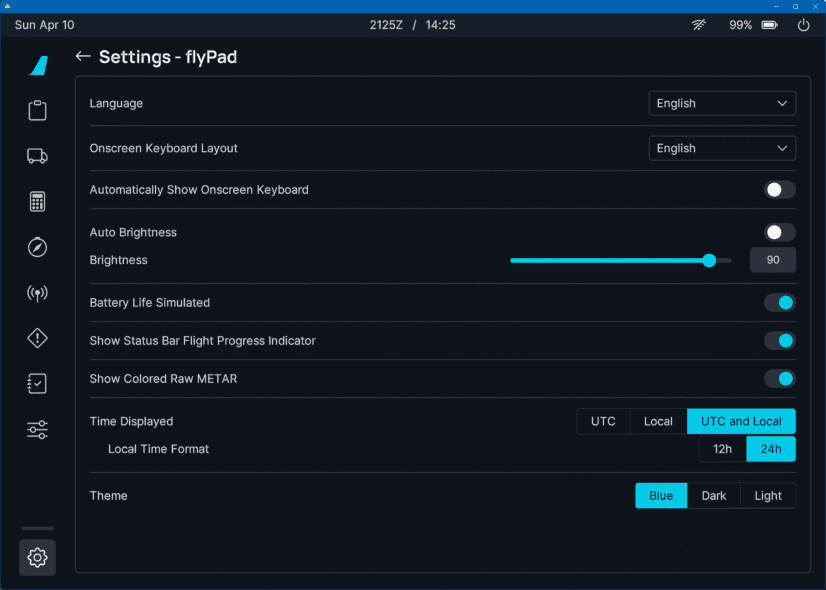 Sun Apr 10 2125Z / 14:25 99%
Settings - flyPad
Language English
Onscreen Keyboard Layout English
Automatically Show Onscreen Keyboard
Auto Brightness
Brightness 90
Battery Life Simulated
Show Status Bar Flight Progress Indicator
Show Colored Raw METAR
Time Displayed UTC Local UTC and Local
Local Time Format 12h 24h
Theme Blue Dark Light